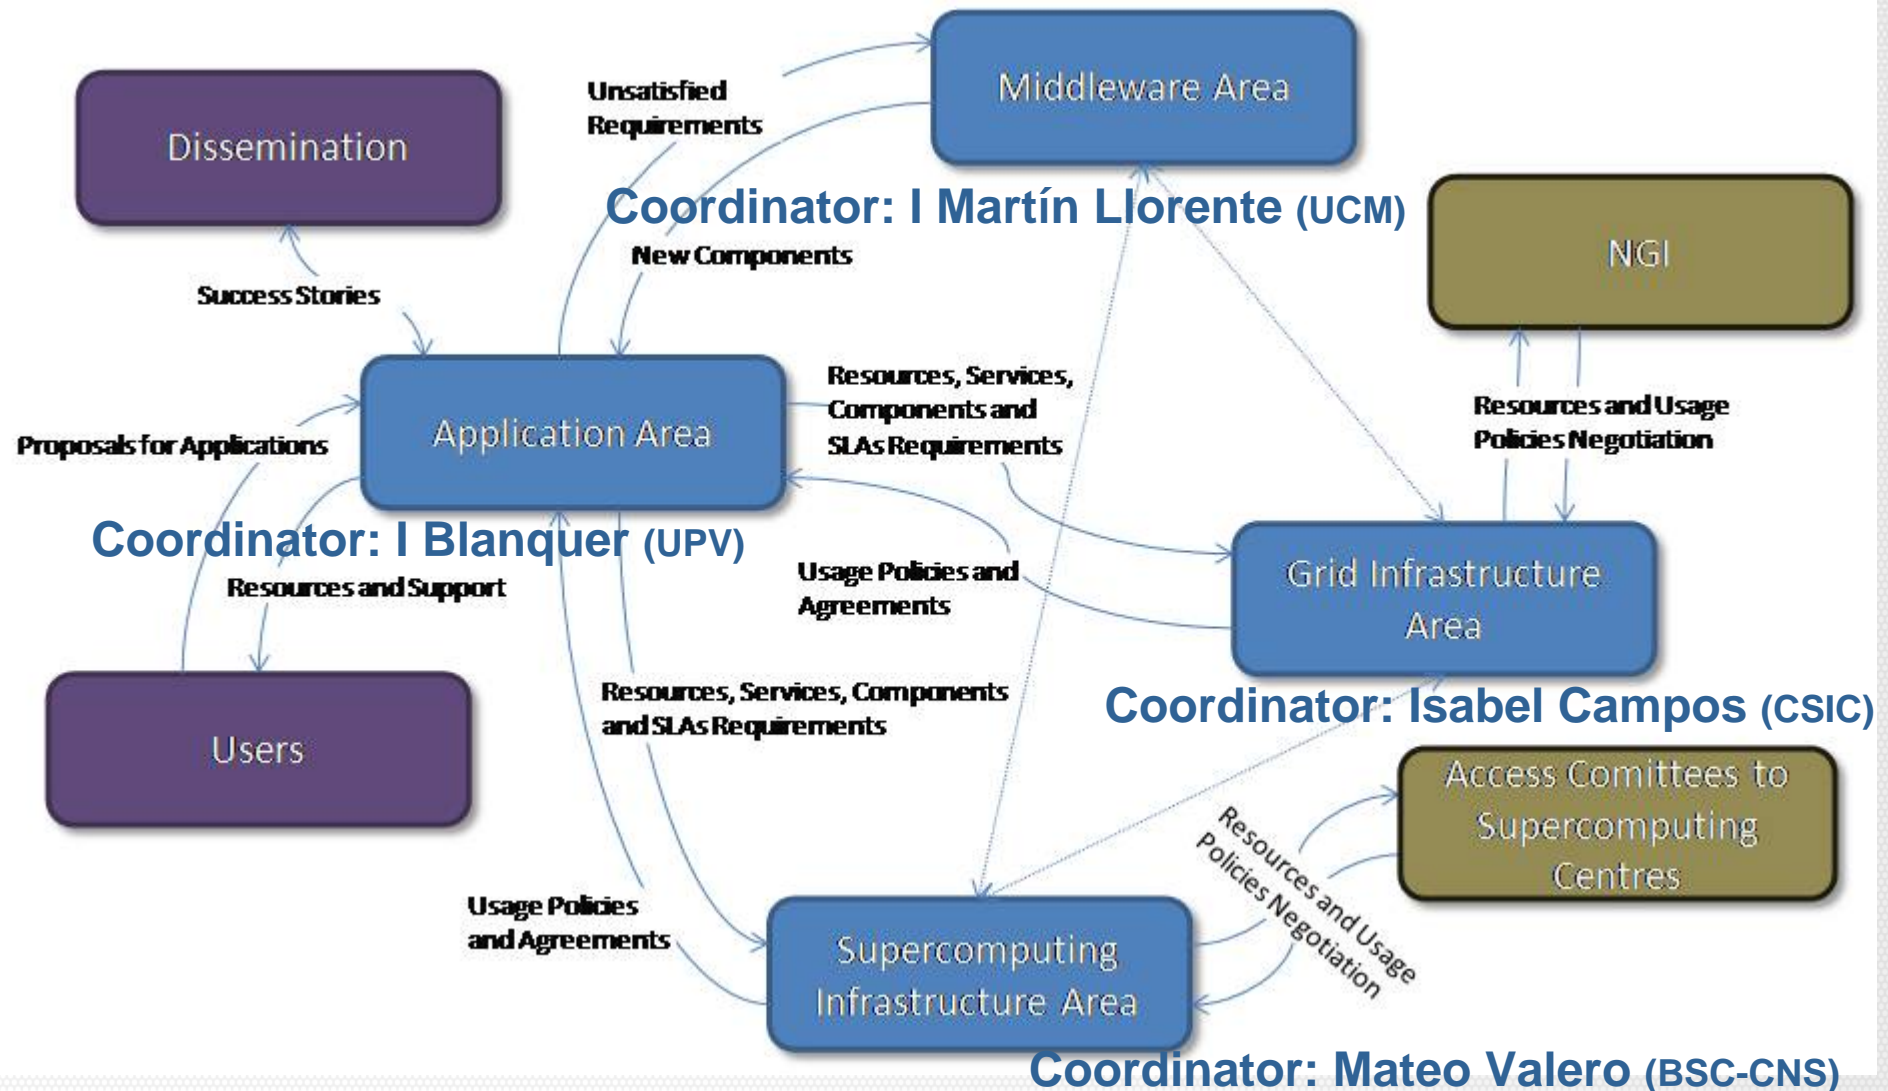 Middleware Area
Unsatisfied
Requirements
Dissemination
Coordinator: I Martín Llorente (UCM)
New Components
NGI
Success Stories
Resources, Services,
Components and
SLAs Requirements
Resources and Usage
Policies Negotiation
Proposals for Applications
Application Area
Coordinator: I Blanquer (UPV)
Resources and Support
Usage Policies and
Agreements
Grid Infrastructure
Area
Resources, Services, Components
and SLAs Requirements
Coordinator: Isabel Campos (CSIC)
Users
Access Comittees to
Supercomputing
Centres
Resources and Usage
Policies Negotiation
Usage Policies
and Agreements
Supercomputing
Infrastructure Area
Coordinator: Mateo Valero (BSC-CNS)